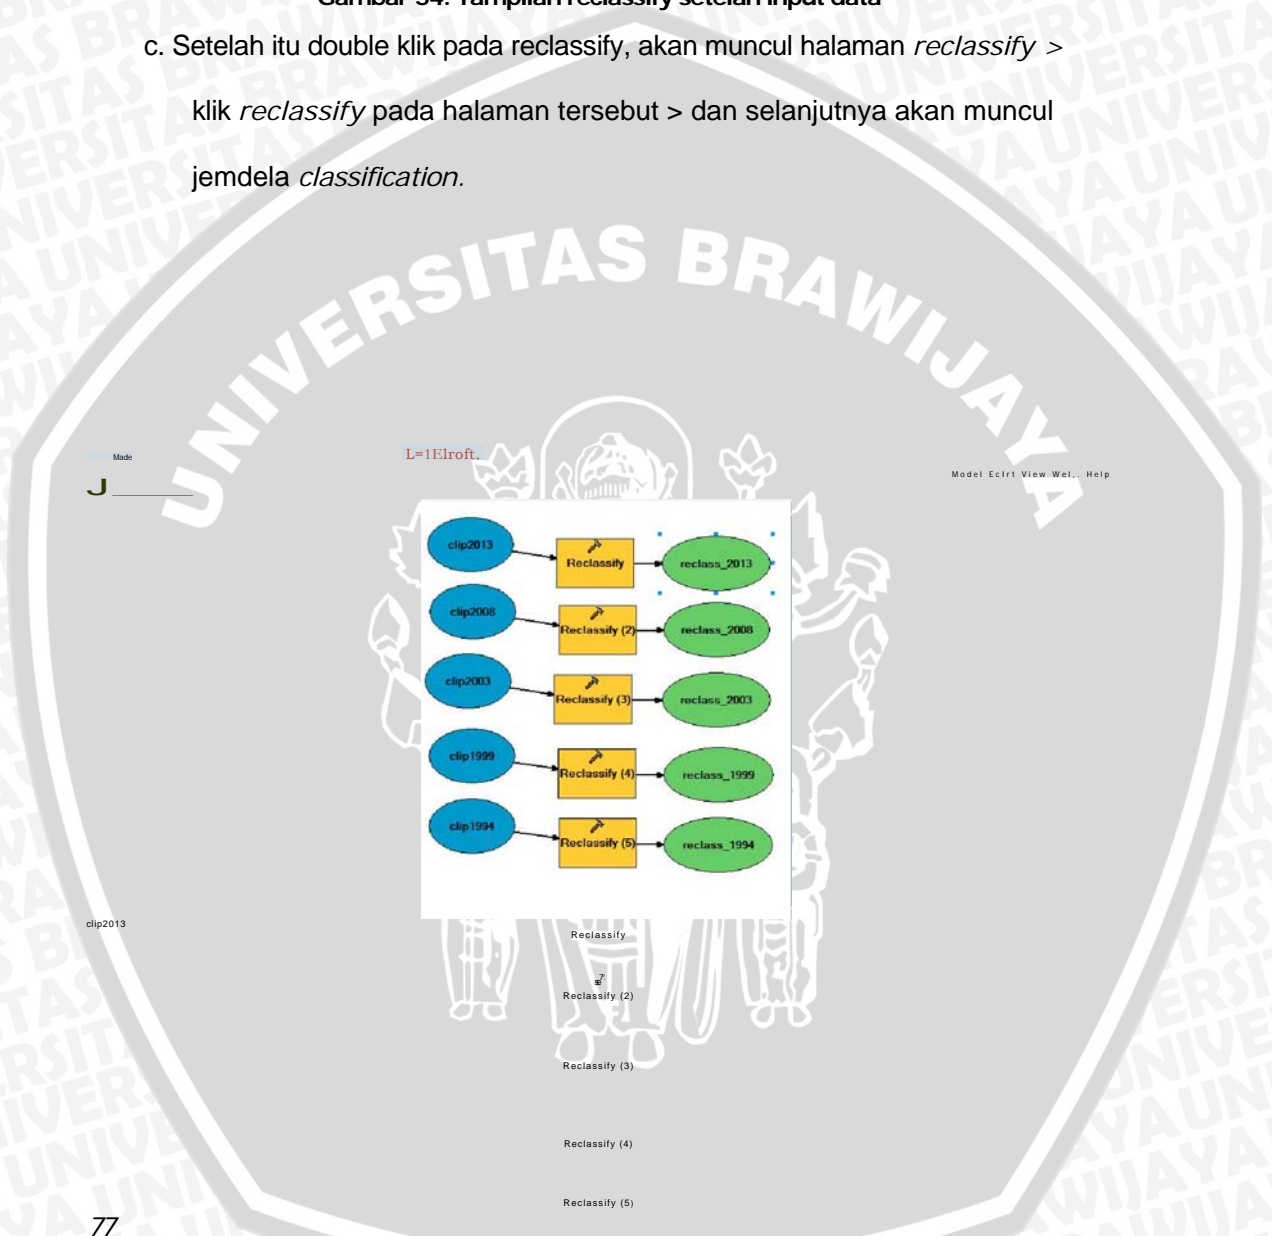 Gambar 34. Tampilan reclassify setelah input data
c. Setelah itu double klik pada reclassify, akan muncul halaman reclassify >
klik reclassify pada halaman tersebut > dan selanjutnya akan muncul
jemdela classification.
UNIVERSITAS BRAWIJAYA
Made
L=1Elroft.
Model Eclrt View Wel,. Help
J
clip2013
Reclassify
reclass_2013
clip2008
Reclassify (2)
reclass_2008
clip2003
Reclassify (3)
reclass_2003
clip1999
Reclassify (4)
reclass_1999
clip1994
Reclassify (5)
reclass_1994
clip2013
Reclassify
Reclassify (2)
Reclassify (3)
Reclassify (4)
Reclassify (5)
77